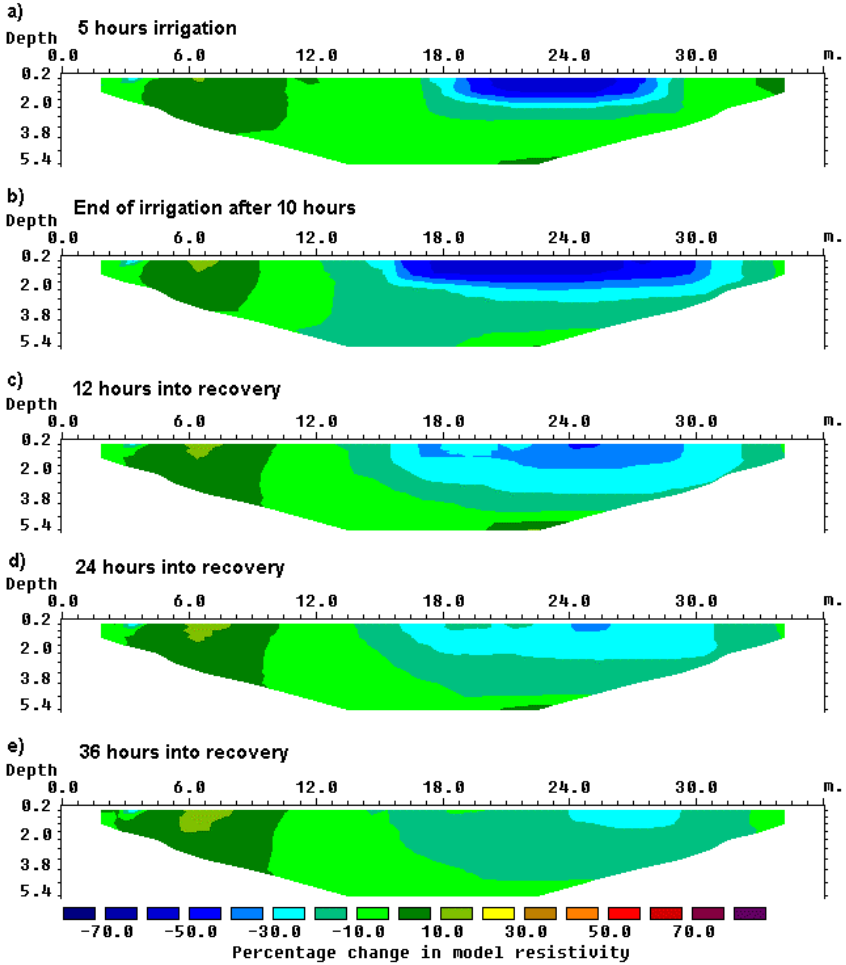 a)
5 hours irrigation
Depth
0.0 6.0 12.0 18.0 24.0 30.0 m.
0.2
2.0
3.8
5.4
b)
End of irrigation after 10 hours
Depth
0.0 6.0 12.0 18.0 24.0 30.0 m.
0.2
2.0
3.8
5.4
c)
12 hours into recovery
Depth
0.0 6.0 12.0 18.0 24.0 30.0 m.
0.2
2.0
3.8
5.4
d)
24 hours into recovery
Depth
0.0 6.0 12.0 18.0 24.0 30.0 m.
0.2
2.0
3.8
5.4
e)
36 hours into recovery
Depth
0.0 6.0 12.0 18.0 24.0 30.0 m.
0.2
2.0
3.8
5.4
-70.0 -50.0 -30.0 -10.0 10.0 30.0 50.0 70.0
Percentage change in model resistivity